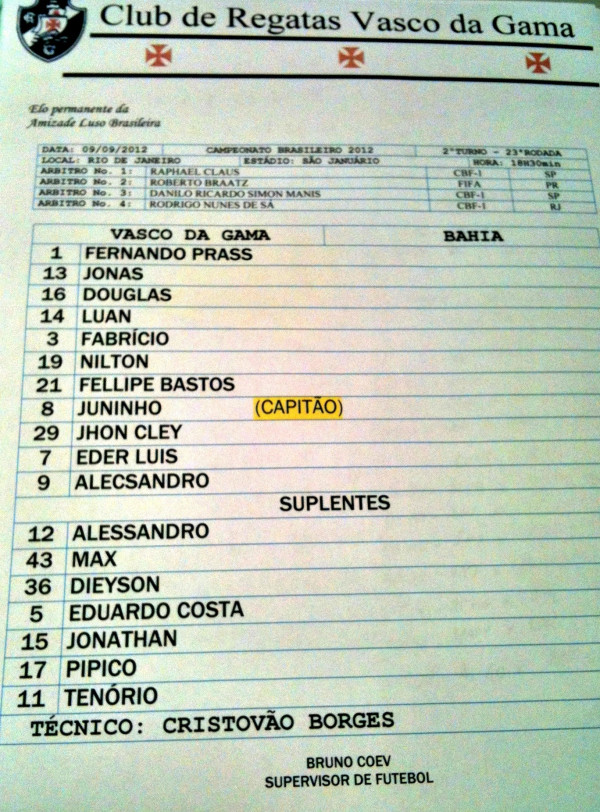 Club de Regatas Vasco da Gama
Elo permanente da
Amizade Luso Brasileira
DATA: 09/09/2012 CAMPEONATO BRASILEIRO 2012 2°TURNO - 23ªRODADA
LOCAL: RIO DE JANEIRO ESTÁDIO: SÃO JANUÁRIO HORA: 18H30min
ARBITRO No. 1: RAPHAEL CLAUS CBF-1 SP
ARBITRO No. 2: ROBERTO BRAATZ FIFA PR
ARBITRO No. 3: DANILO RICARDO SIMON MANIS CBF-1 SP
ARBITRO No. 4: RODRIGO NUNES DE SÁ CBF-1 RJ
VASCO DA GAMA BAHIA
1 FERNANDO PRASS
13 JONAS
16 DOUGLAS
14 LUAN
3 FABRÍCIO
19 NILTON
21 FELLIPE BASTOS
8 JUNINHO (CAPITÃO)
29 JHON CLEY
7 EDER LUIS
9 ALECSANDRO
SUPLENTES
12 ALESSANDRO
43 MAX
36 DIEYSON
5 EDUARDO COSTA
15 JONATHAN
17 PIPICO
11 TENÓRIO
TÉCNICO: CRISTOVÃO BORGES
BRUNO COEV
SUPERVISOR DE FUTEBOL